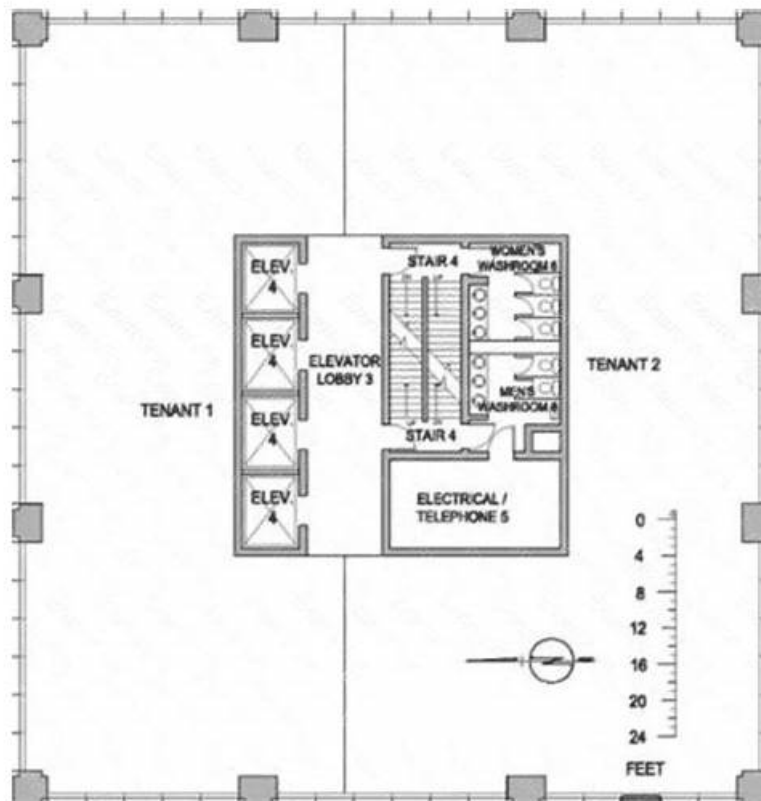 WOMEN'S
WASHROOM 6
STAIR 4
ELEV.
4
ELEV.
4
ELEVATOR
LOBBY 3
TENANT 2
TENANT 1
MEN'S
WASHROOM 6
ELEV.
4
STAIR 4
ELEV.
4
ELECTRICAL /
TELEPHONE 5
0
4
8
12
16
20
24
FEET